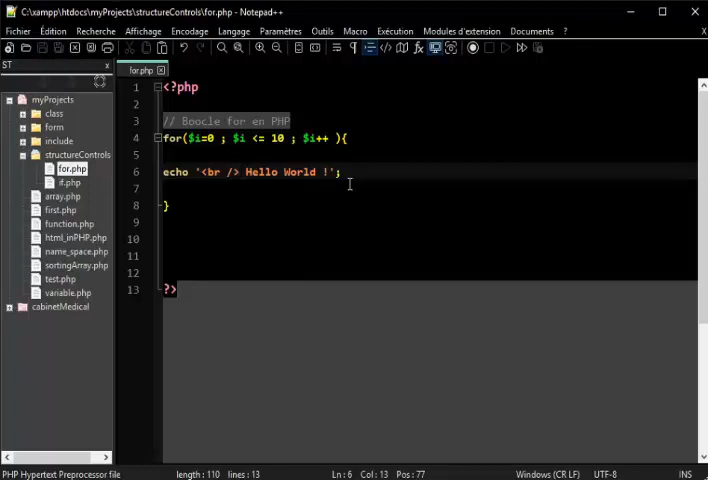 C:\xampp\htdocs\myProjects\structureControls\for.php - Notepad++
Fichier Édition Recherche Affichage Encodage Langage Paramètres Outils Macro Exécution Modules d'extension Documents ? X
ST x
for.php
myProjects
class
form
include
structureControls
for.php
if.php
array.php
first.php
function.php
html_inPHP.php
name_space.php
sortingArray.php
test.php
variable.php
cabinetMedical
1 <?php
2
3 // Boocle for en PHP
4 for($i=0 ; $i <= 10 ; $i++ ){
5
6 echo '<br /> Hello World !';
7
8 }
9
10
11
12
13 ?>
PHP Hypertext Preprocessor file length : 110 lines : 13 Ln : 6 Col : 13 Pos : 77 Windows (CR LF) UTF-8 INS